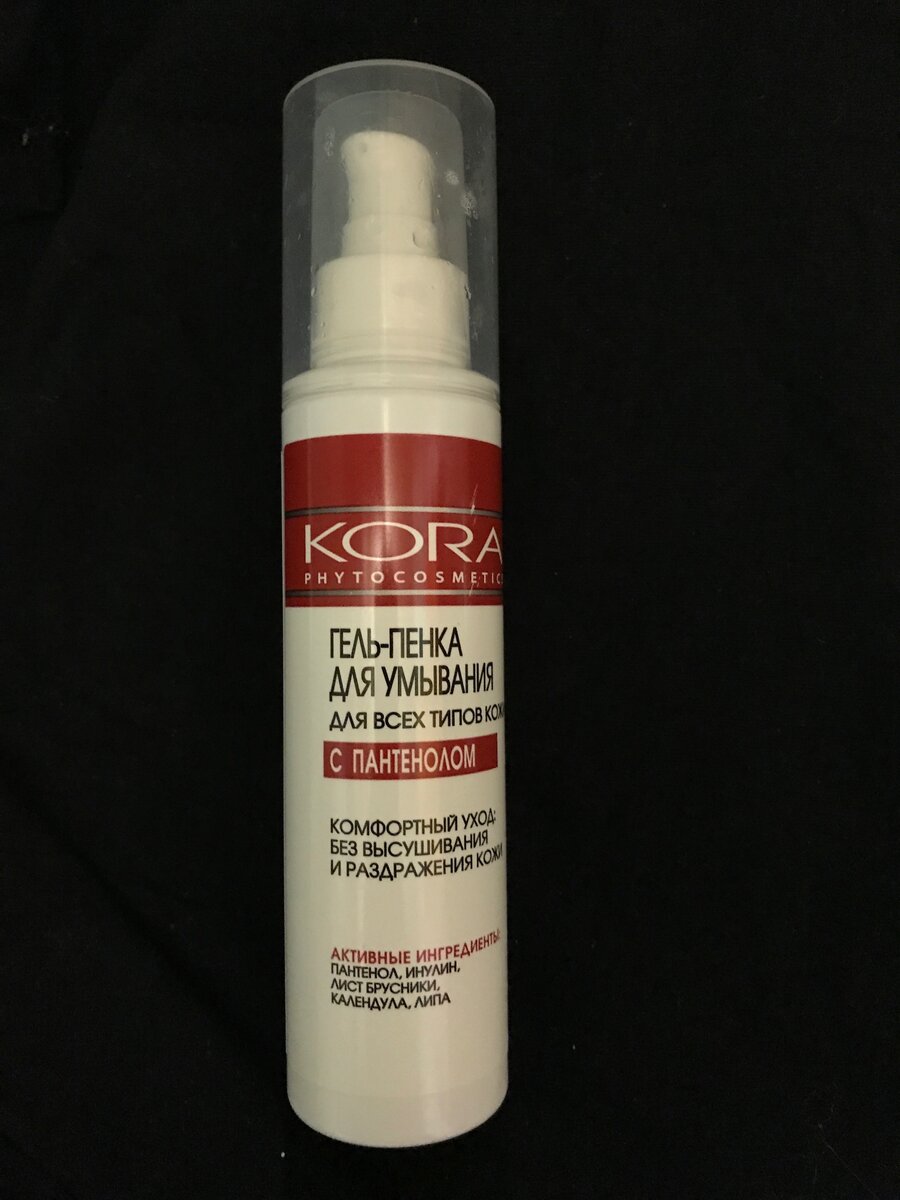 KORA
PHYTOCOSMETIC
ГЕЛЬ-ПЕНКА
ДЛЯ УМЫВАНИЯ
ДЛЯ ВСЕХ ТИПОВ КОЖИ
С ПАНТЕНОЛОМ
КОМФОРТНЫЙ УХОД:
БЕЗ ВЫСУШИВАНИЯ
И РАЗДРАЖЕНИЯ КОЖИ
АКТИВНЫЕ ИНГРЕДИЕНТЫ:
ПАНТЕНОЛ, ИНУЛИН,
ЛИСТ БРУСНИКИ,
КАЛЕНДУЛА, ЛИПА